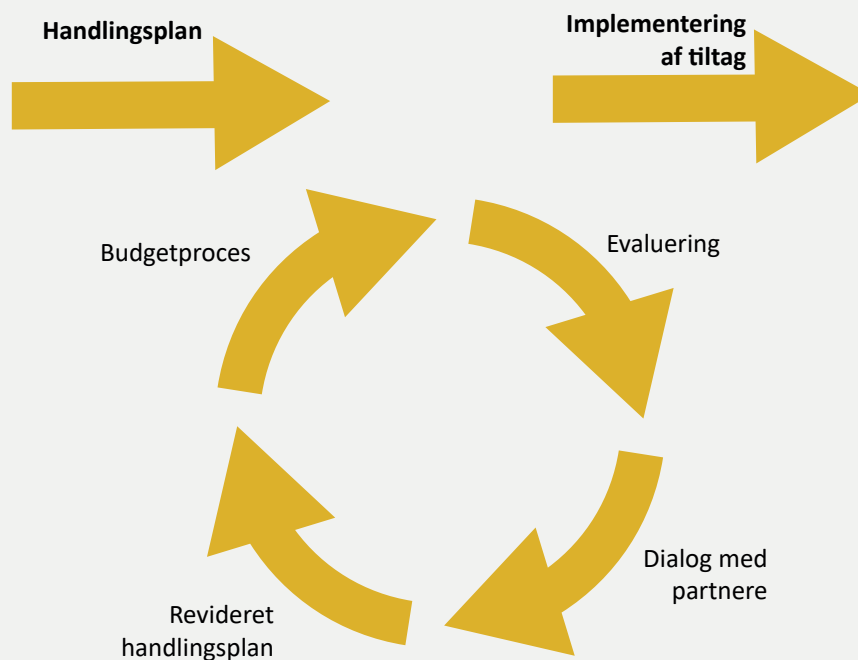 Handlingsplan
Implementering
af tiltag
Budgetproces
Evaluering
Dialog med
partnere
Revideret
handlingsplan